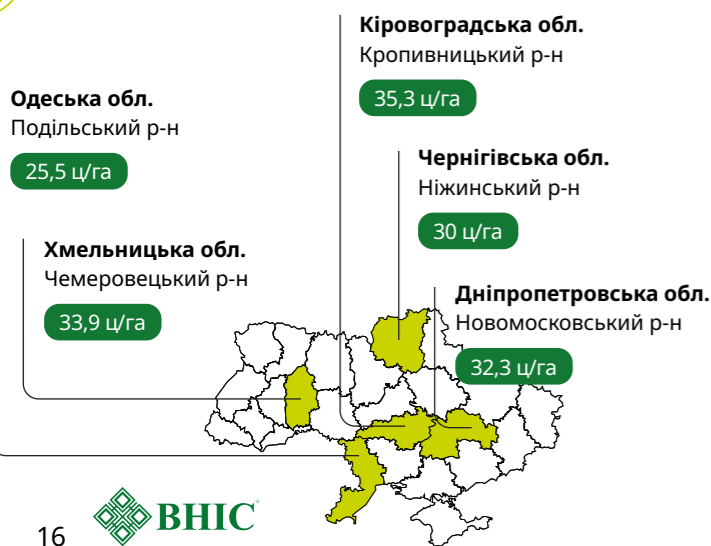 Кіровоградська обл.
Кропивницький р-н
35,3 ц/га
Одеська обл.
Подільський р-н
25,5 ц/га
Чернігівська обл.
Ніжинський р-н
30 ц/га
Хмельницька обл.
Чемеровецький р-н
33,9 ц/га
Дніпропетровська обл.
Новомосковський р-н
32,3 ц/га
16
ВНІС